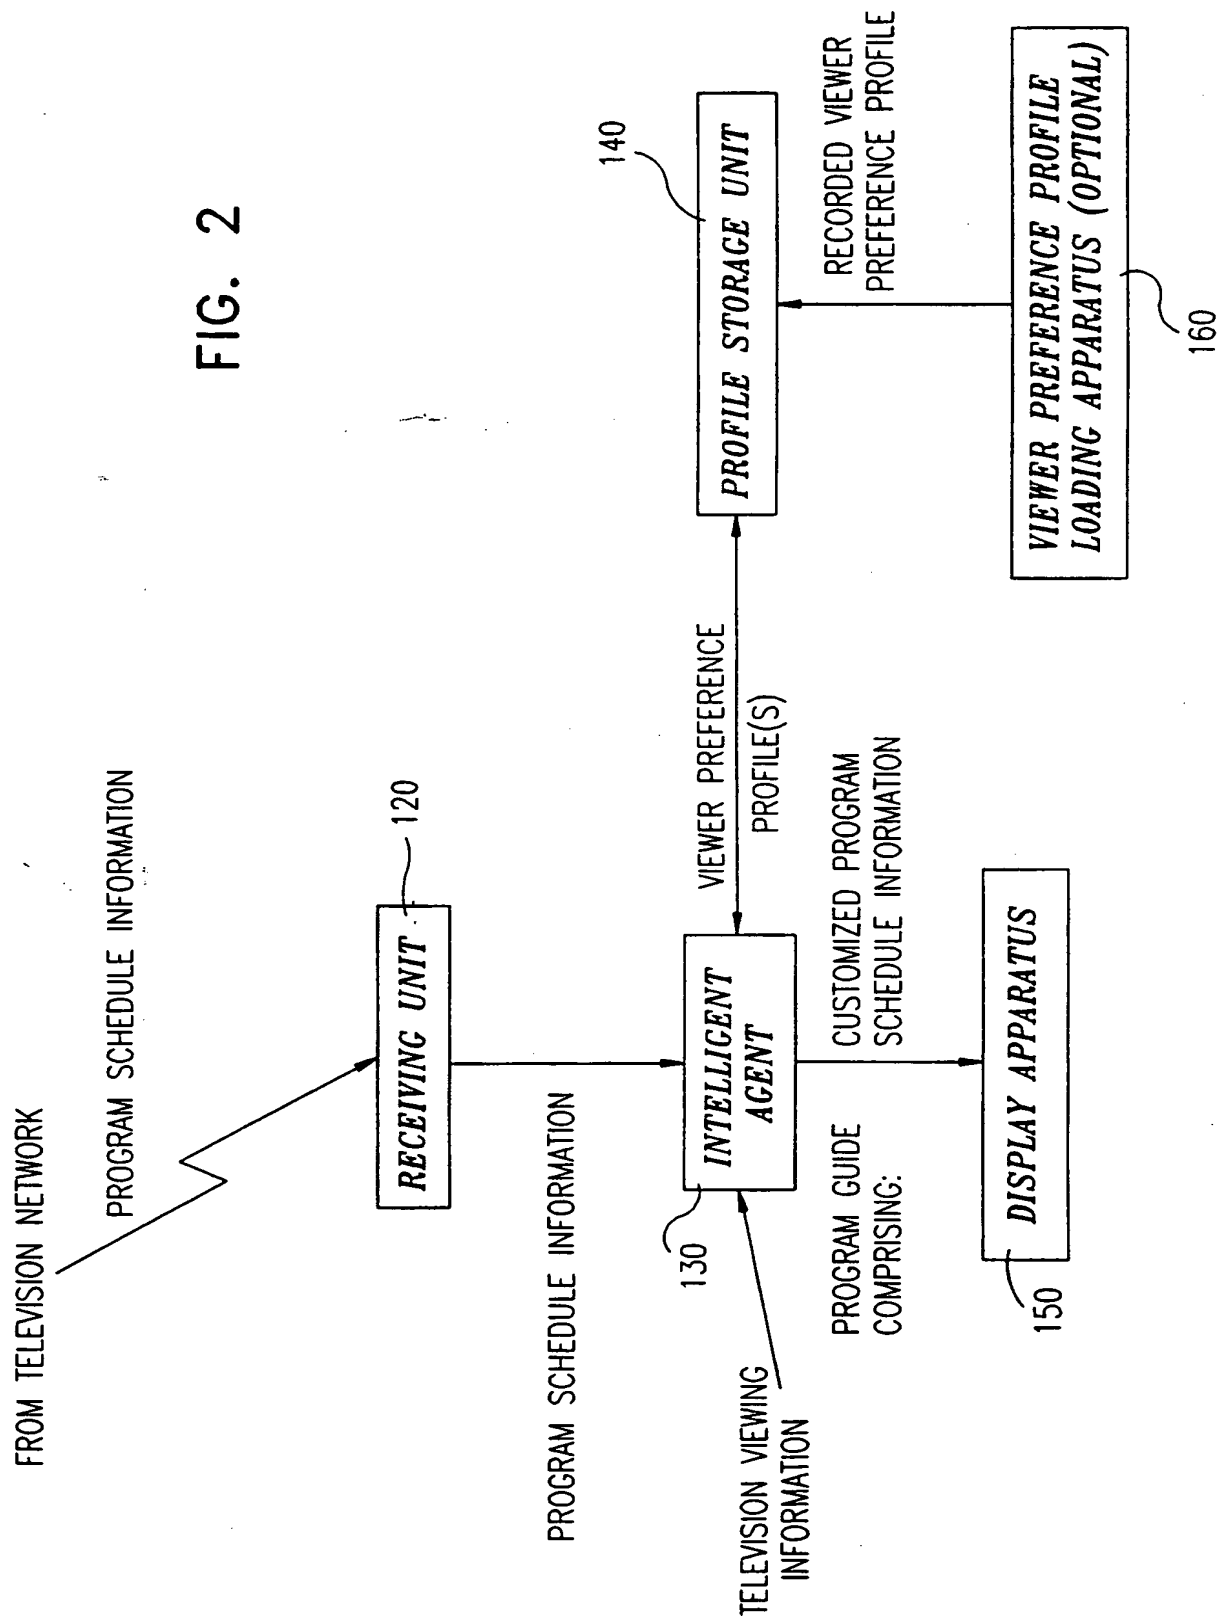 FIG. 2
FROM TELEVISION NETWORK
PROGRAM SCHEDULE INFORMATION
120
RECEIVING UNIT
PROGRAM SCHEDULE INFORMATION
TELEVISION VIEWING
INFORMATION
130
INTELLIGENT
AGENT
VIEWER PREFERENCE
PROFILE(S)
140
PROFILE STORAGE UNIT
PROGRAM GUIDE
COMPRISING:
CUSTOMIZED PROGRAM
SCHEDULE INFORMATION
RECORDED VIEWER
PREFERENCE PROFILE
150
DISPLAY APPARATUS
VIEWER PREFERENCE PROFILE
LOADING APPARATUS (OPTIONAL)
160